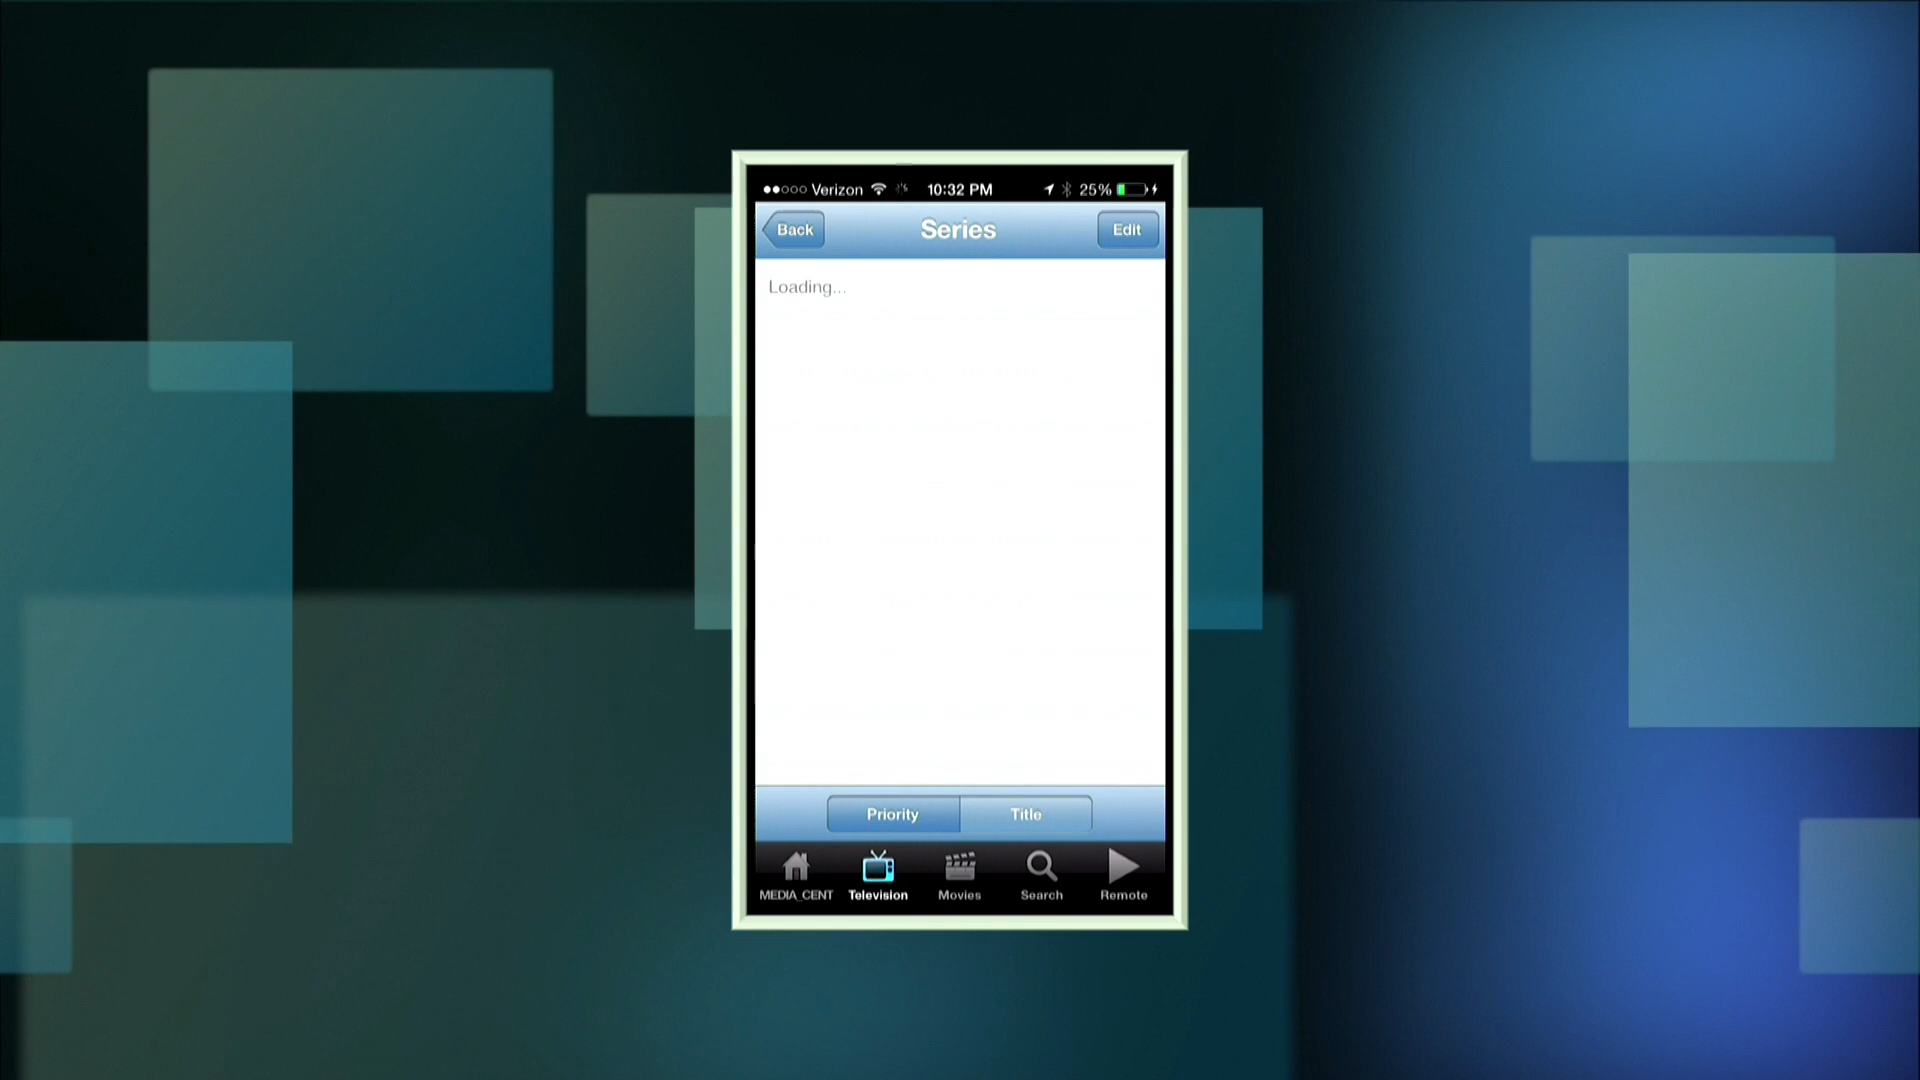 Verizon 10:32 PM 25%
Back Series Edit
Loading...
Priority Title
MEDIA_CENT Television Movies Search Remote